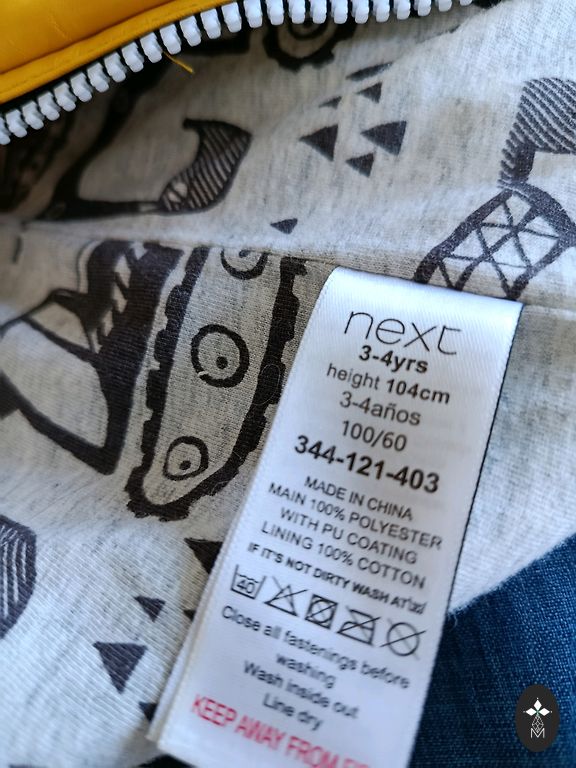 next
3-4yrs
height 104cm
3-4años
100/60
344-121-403
MADE IN CHINA
MAIN 100% POLYESTER
WITH PU COATING
LINING 100% COTTON
IF IT'S NOT DIRTY WASH AT
40
Close all fastenings before
washing
Wash inside out
Line dry
KEEP AWAY FROM